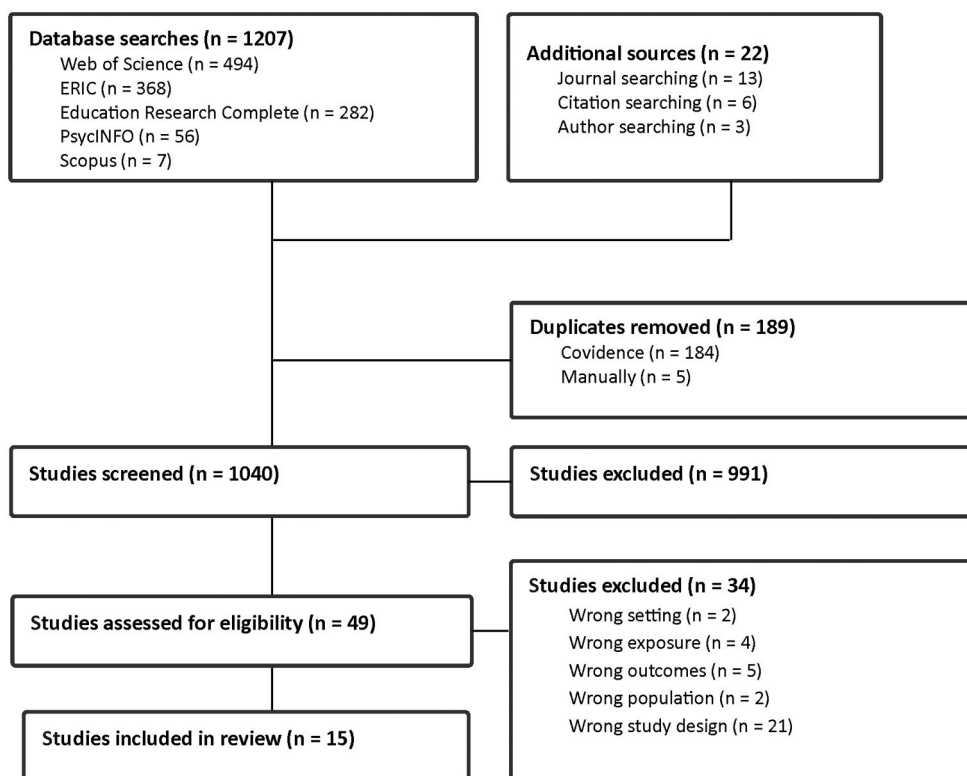 Database searches (n = 1207)
Web of Science (n = 494)
ERIC (n = 368)
Education Research Complete (n = 282)
PsycINFO (n = 56)
Scopus (n = 7)
Additional sources (n = 22)
Journal searching (n = 13)
Citation searching (n = 6)
Author searching (n = 3)
Duplicates removed (n = 189)
Covidence (n = 184)
Manually (n = 5)
Studies screened (n = 1040)
Studies excluded (n = 991)
Studies assessed for eligibility (n = 49)
Studies excluded (n = 34)
Wrong setting (n = 2)
Wrong exposure (n = 4)
Wrong outcomes (n = 5)
Wrong population (n = 2)
Wrong study design (n = 21)
Studies included in review (n = 15)